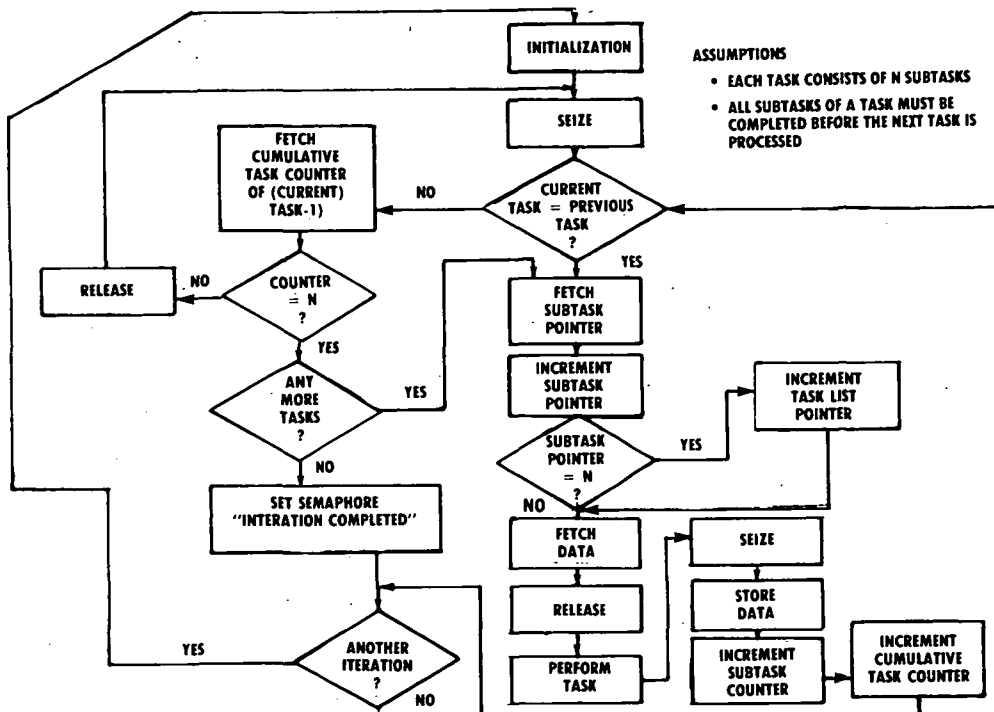 INITIALIZATION
ASSUMPTIONS
• EACH TASK CONSISTS OF N SUBTASKS
• ALL SUBTASKS OF A TASK MUST BE
COMPLETED BEFORE THE NEXT TASK IS
PROCESSED
SEIZE
FETCH
CUMULATIVE
TASK COUNTER
OF (CURRENT)
TASK-1)
NO
CURRENT
TASK = PREVIOUS
TASK
?
YES
RELEASE
NO
COUNTER
= N
?
YES
FETCH
SUBTASK
POINTER
ANY
MORE
TASKS
?
YES
NO
INCREMENT
SUBTASK
POINTER
INCREMENT
TASK LIST
POINTER
SUBTASK
POINTER
= N
?
YES
NO
SET SEMAPHORE
"INTERATION COMPLETED"
FETCH
DATA
SEIZE
RELEASE
STORE
DATA
YES
ANOTHER
ITERATION
?
NO
PERFORM
TASK
INCREMENT
SUBTASK
COUNTER
INCREMENT
CUMULATIVE
TASK COUNTER